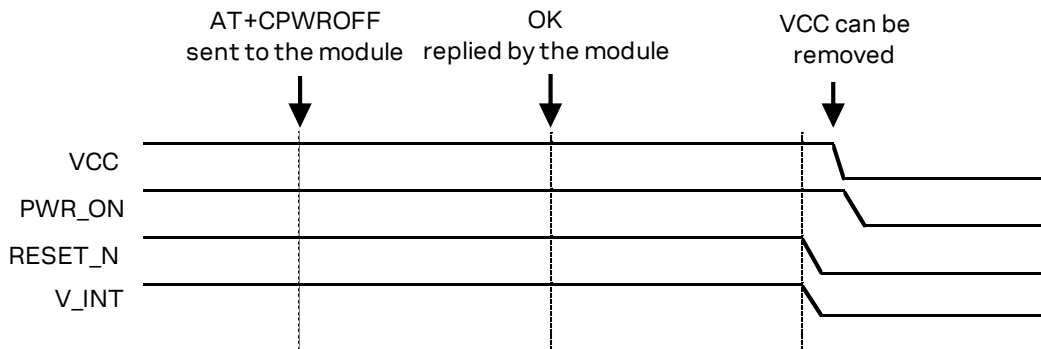 AT+CPWROFF
sent to the module
OK
replied by the module
VCC can be
removed
VCC
PWR_ON
RESET_N
V_INT